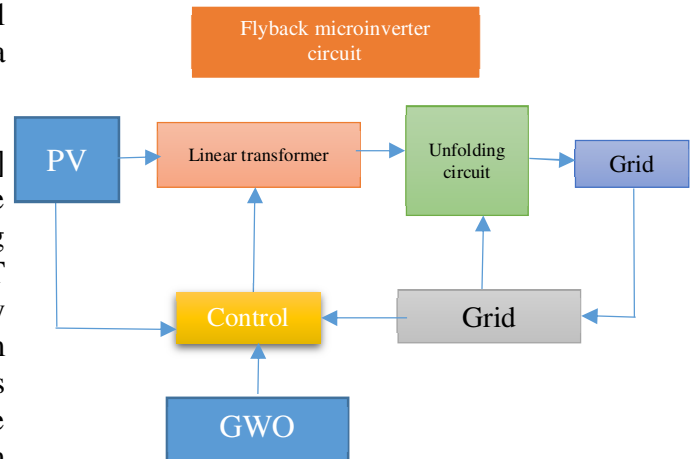 Flyback microinverter
circuit
PV
Linear transformer
Unfolding
circuit
Grid
Control
Grid
GWO